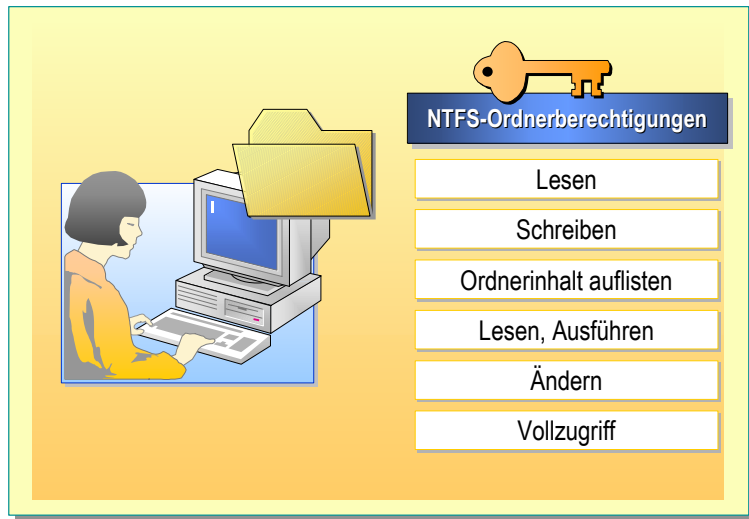 NTFS-Ordnerberechtigungen
Lesen
Schreiben
Ordnerinhalt auflisten
Lesen, Ausführen
Ändern
Vollzugriff